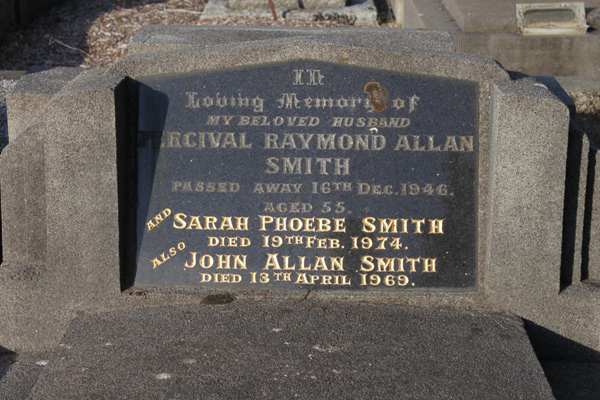 In
Loving Memory of
MY BELOVED HUSBAND
PERCIVAL RAYMOND ALLAN
SMITH
PASSED AWAY 16TH DEC. 1946.
AGED 55.
AND SARAH PHOEBE SMITH
DIED 19TH FEB. 1974.
ALSO JOHN ALLAN SMITH
DIED 13TH APRIL 1969.